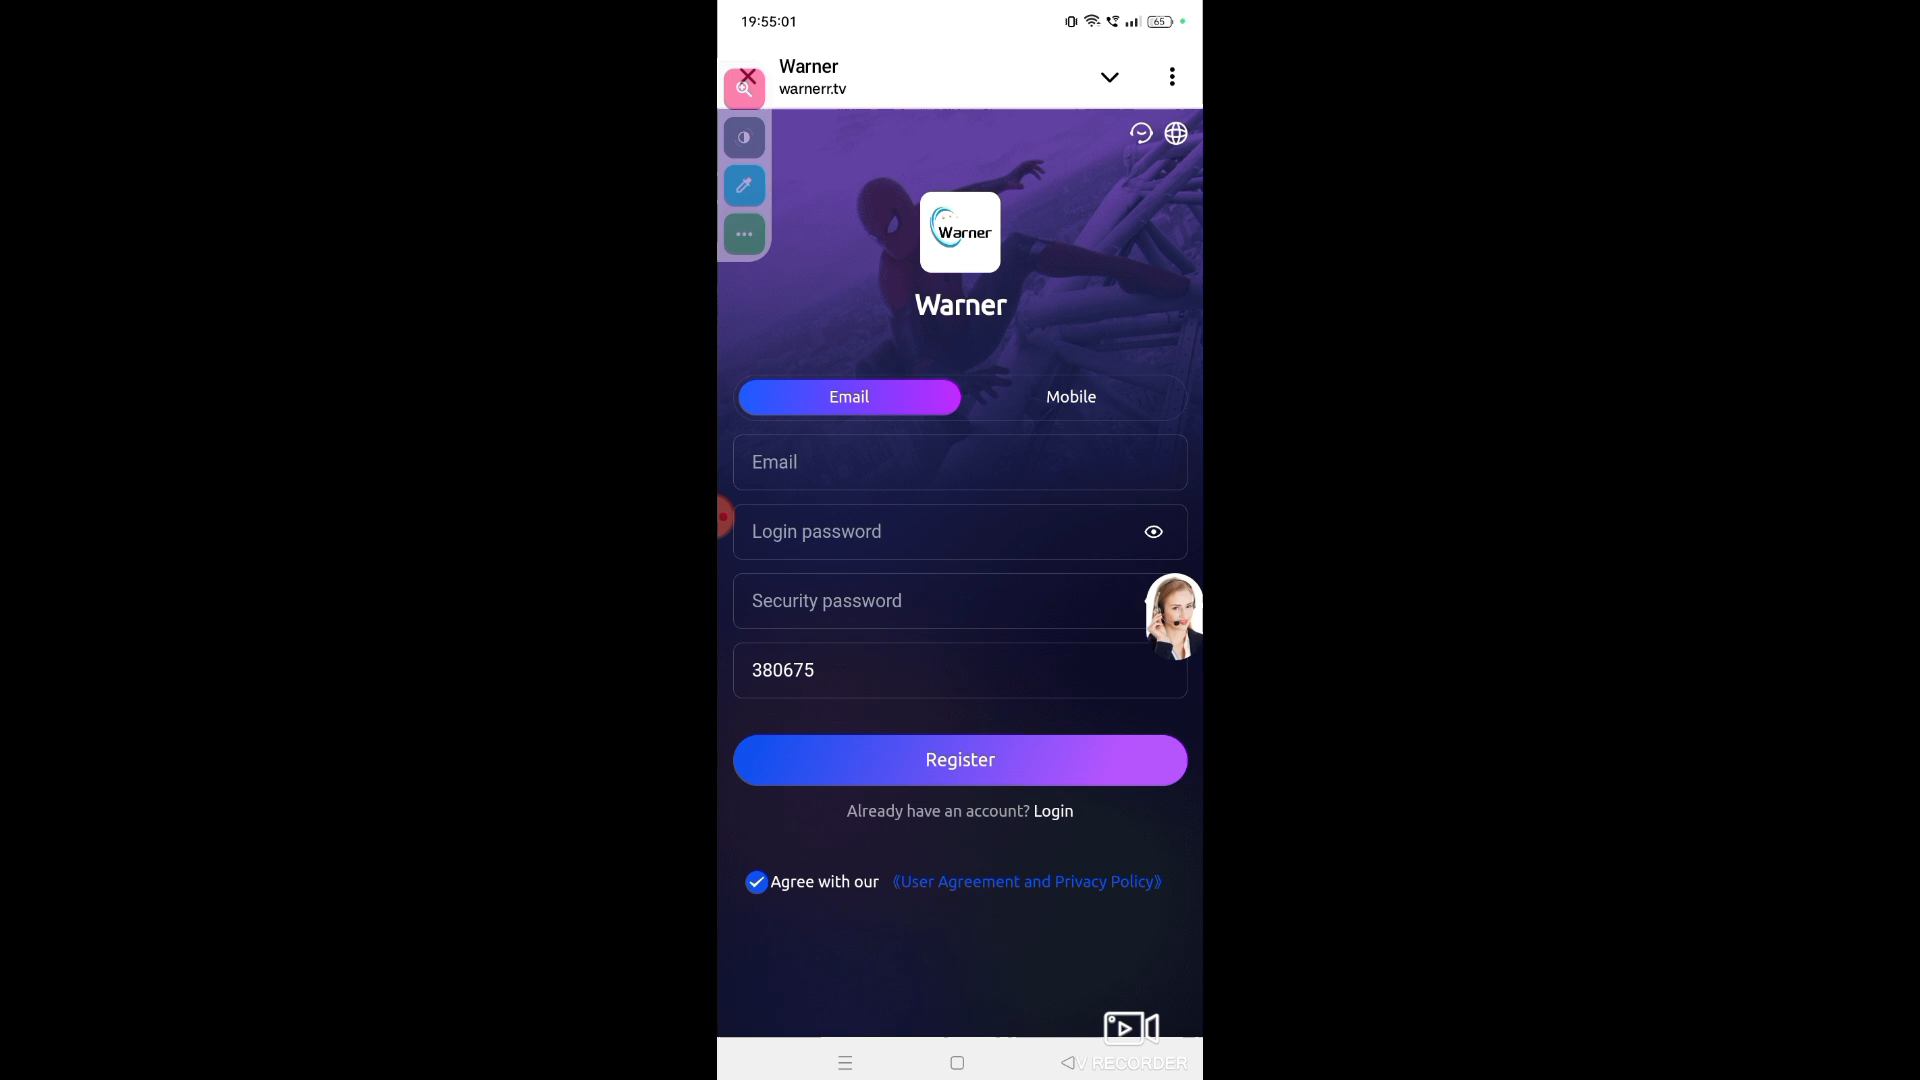 19:55:01
65
Warner
warnerr.tv
Warner
Warner
Email
Mobile
Email
Login password
Security password
380675
Register
Already have an account? Login
Agree with our 《User Agreement and Privacy Policy》
V RECORDER